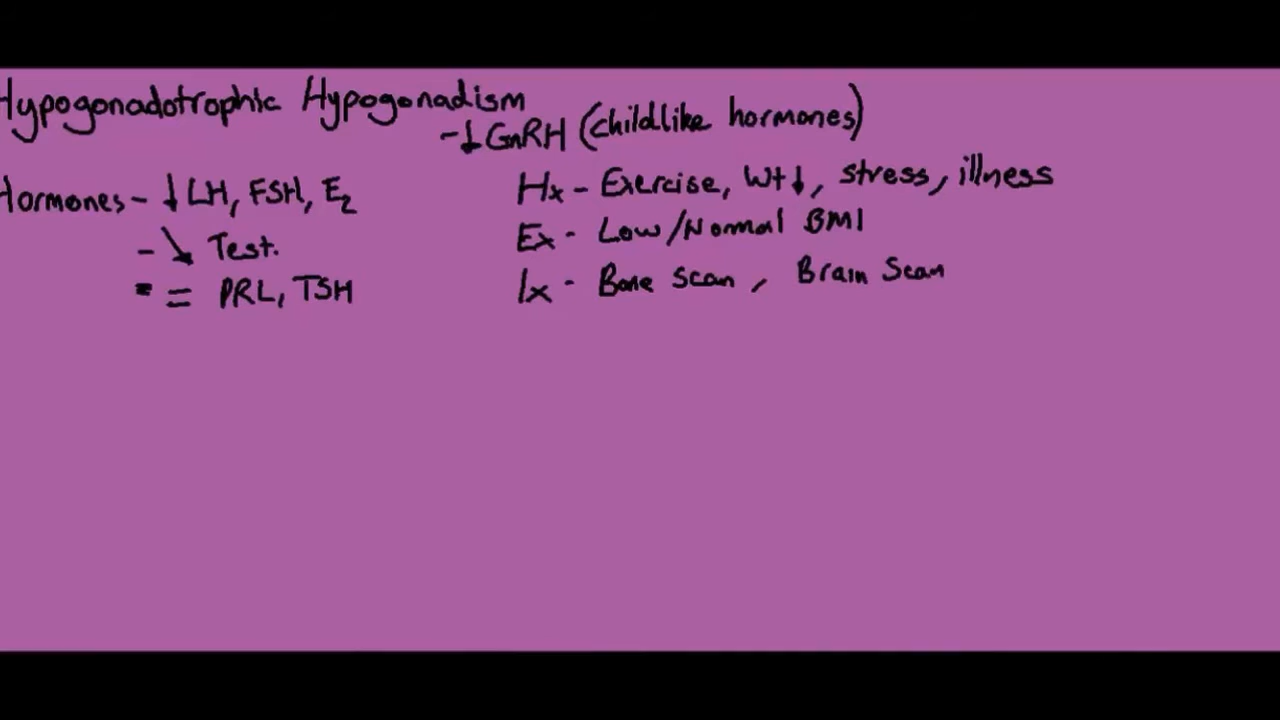 Hypogonadotrophic Hypogonadism
- ↓ GnRH (childlike hormones)
Hormones - ↓ LH, FSH, E2
- ↘ Test.
- = PRL, TSH
Hx - Exercise, Wt↓, stress, illness
Ex - Low/Normal BMI
Ix - Bone scan, Brain Scan